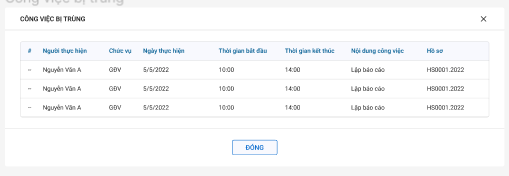 Công việc bị trùng
CÔNG VIỆC BỊ TRÙNG ×
# Người thực hiện Chức vụ Ngày thực hiện Thời gian bắt đầu Thời gian kết thúc Nội dung công việc Hồ sơ
– Nguyễn Văn A GĐV 5/5/2022 10:00 14:00 Lập báo cáo HS0001.2022
– Nguyễn Văn A GĐV 5/5/2022 10:00 14:00 Lập báo cáo HS0001.2022
– Nguyễn Văn A GĐV 5/5/2022 10:00 14:00 Lập báo cáo HS0001.2022
ĐÓNG